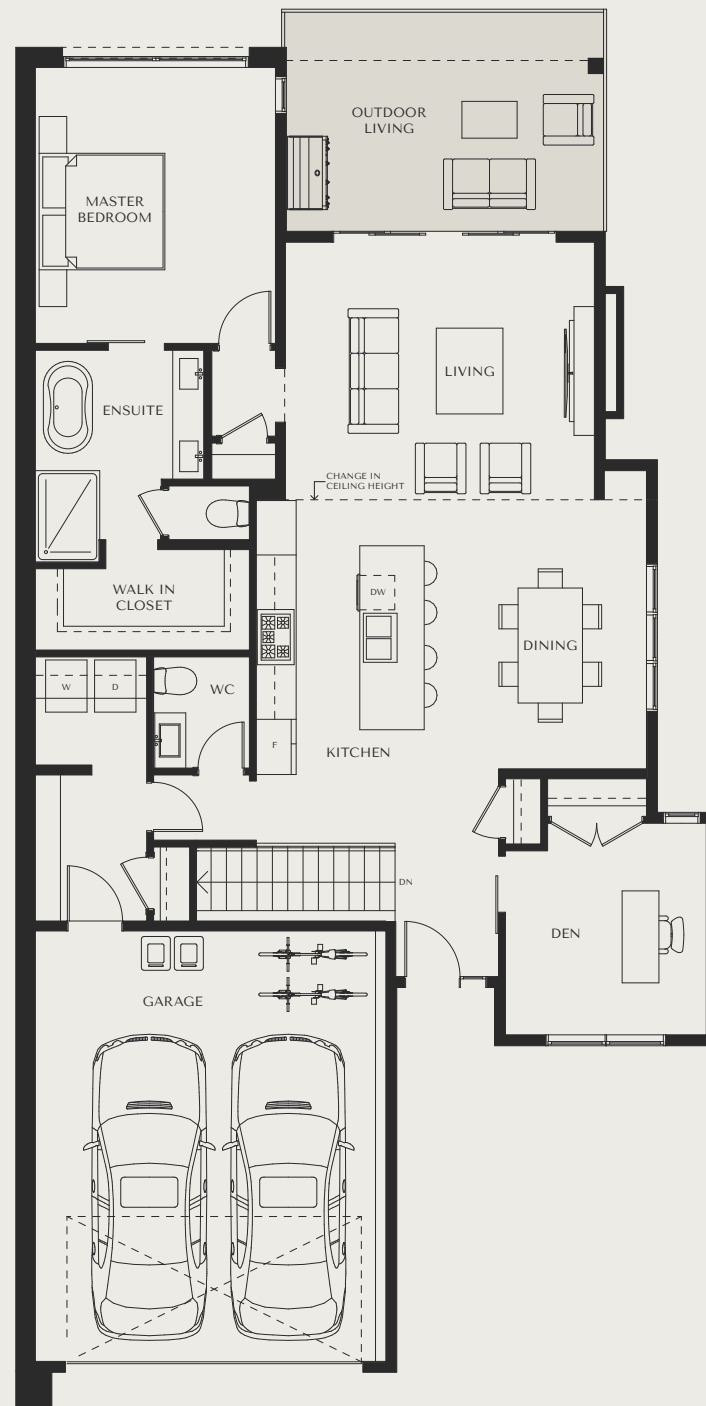 OUTDOOR
LIVING
MASTER
BEDROOM
LIVING
ENSUITE
CHANGE IN
CEILING HEIGHT
WALK IN
CLOSET
DW
DINING
W
D
WC
F
KITCHEN
DN
DEN
GARAGE